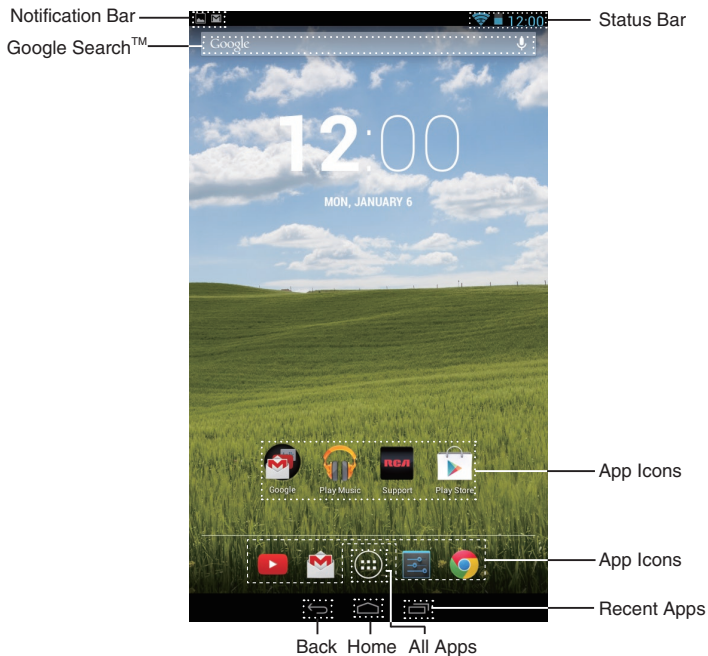 Notification Bar
12:00
Status Bar
Google Search™
Google
12:00
MON, JANUARY 6
Google
Play Music
RCA
Support
Play Store
App Icons
App Icons
Recent Apps
Back
Home
All Apps